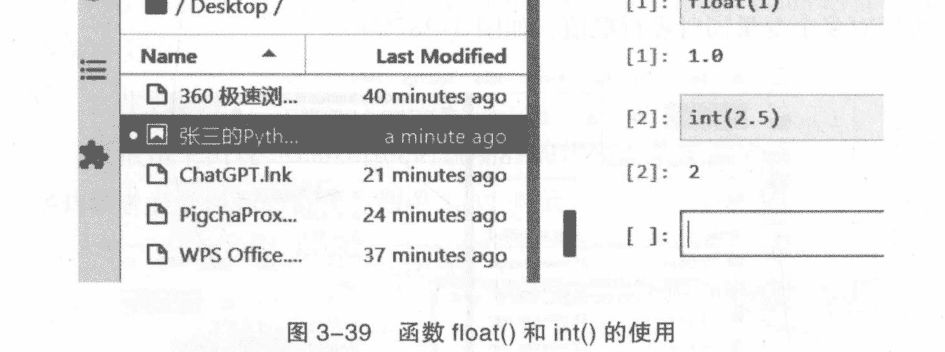 / Desktop /
Name Last Modified
360 极速浏... 40 minutes ago
张三的Pyth... a minute ago
ChatGPT.lnk 21 minutes ago
PigchaProx... 24 minutes ago
WPS Office.... 37 minutes ago
[1]: float(1)
[1]: 1.0
[2]: int(2.5)
[2]: 2
[ ]:
图 3-39 函数 float() 和 int() 的使用